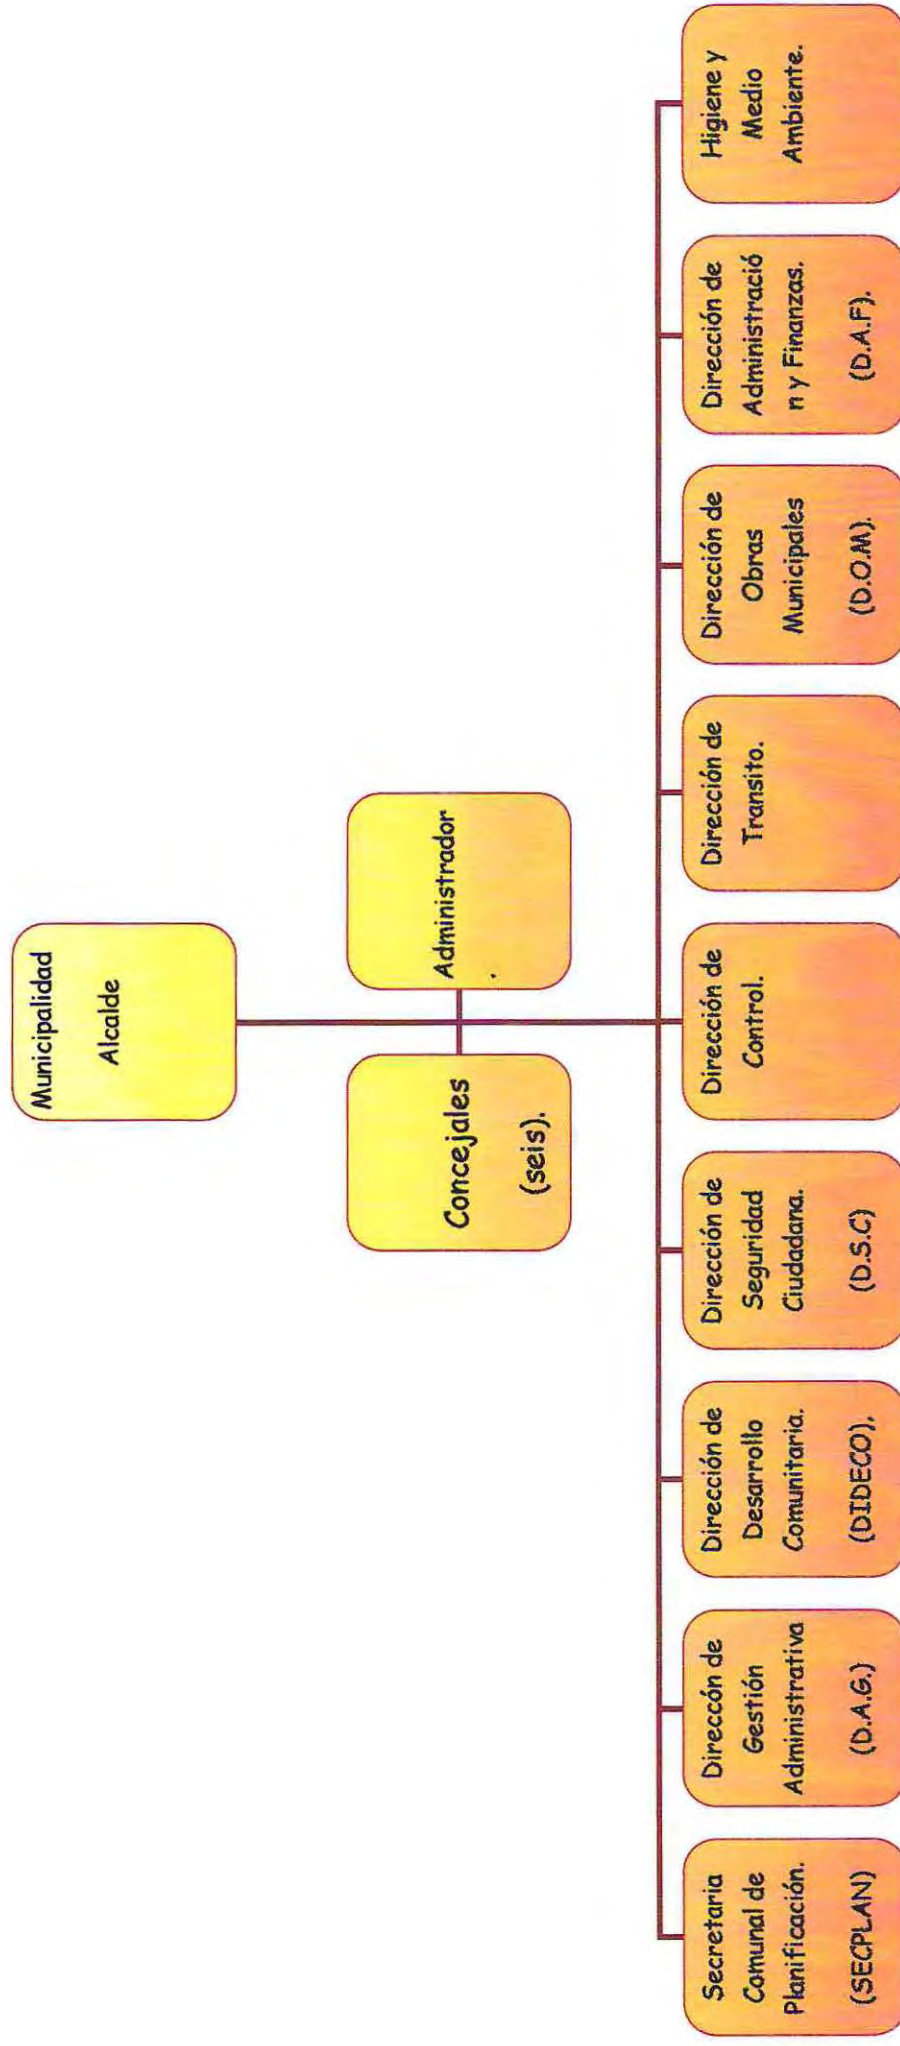 Municipalidad
Alcalde
Concejales
(seis).
Administrador
.
Secretaria
Comunal de
Planificación.
(SECPLAN)
Direccón de
Gestión
Administrativa
(D.A.G.)
Dirección de
Desarrollo
Comunitaria.
(DIDECO).
Dirección de
Seguridad
Ciudadana.
(D.S.C)
Dirección de
Control.
Dirección de
Transito.
Dirección de
Obras
Municipales
(D.O.M).
Dirección de
Administració
n y Finanzas.
(D.A.F).
Higiene y
Medio
Ambiente.